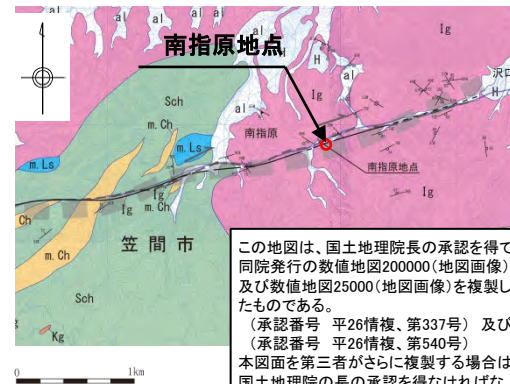 al
al
al
al
H
Ig
南指原地点
沢口
H
Sch
al
H
al
Ig
m.Ch
南指原
m.Ls
m.Ls
南指原地点
Ig
Ig
m.Ch
Ig
Ch
m.Ch
笠間市
Sch
Kg
0 1km
この地図は、国土地理院長の承認を得て
同院発行の数値地図200000(地図画像)
及び数値地図25000(地図画像)を複製し
たものである。
(承認番号 平26情複、第337号) 及び
(承認番号 平26情複、第540号)
本図面を第三者がさらに複製する場合は
国土地理院の長の承認を得なければな